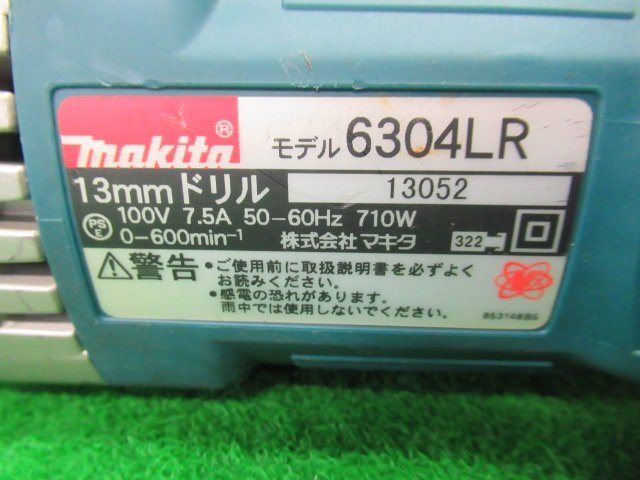 makita® モデル 6304LR
13mmドリル 13052
PSE 100V 7.5A 50-60Hz 710W
0-600min-1 株式会社マキタ 322
警告 •ご使用前に取扱説明書を必ずよく
お読みください。
•感電の恐れがあります。
雨中では使用しないでください。